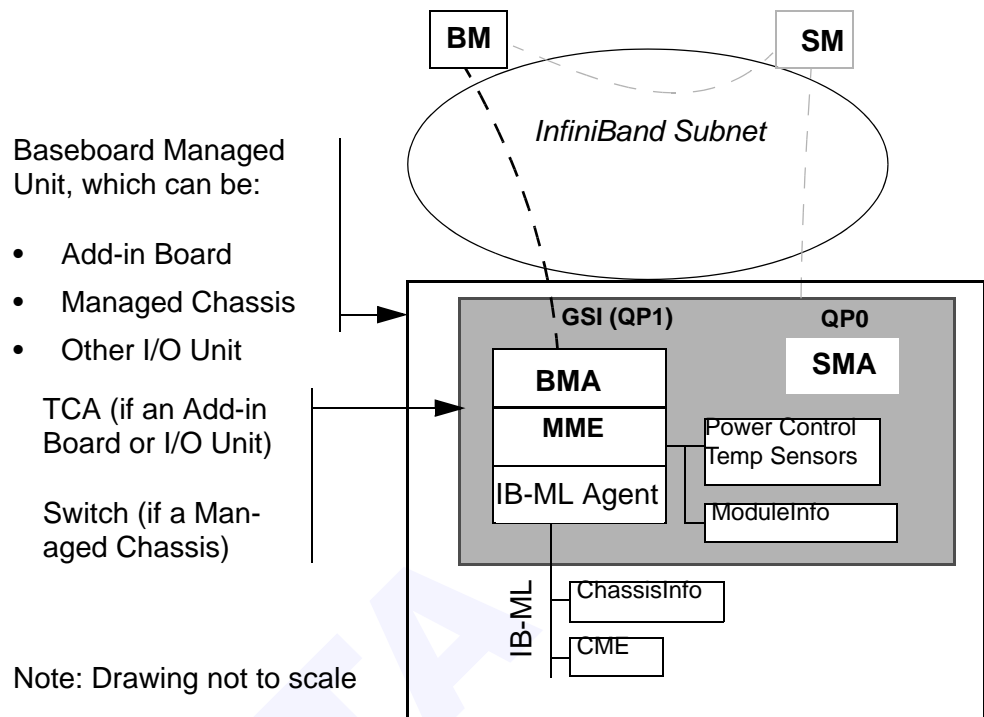 BM
SM
InfiniBand Subnet
Baseboard Managed
Unit, which can be:
• Add-in Board
• Managed Chassis
• Other I/O Unit
TCA (if an Add-in
Board or I/O Unit)
Switch (if a Man-
aged Chassis)
GSI (QP1)
QP0
BMA
SMA
MME
IB-ML Agent
Power Control
Temp Sensors
ModuleInfo
IB-ML
ChassisInfo
CME
Note: Drawing not to scale